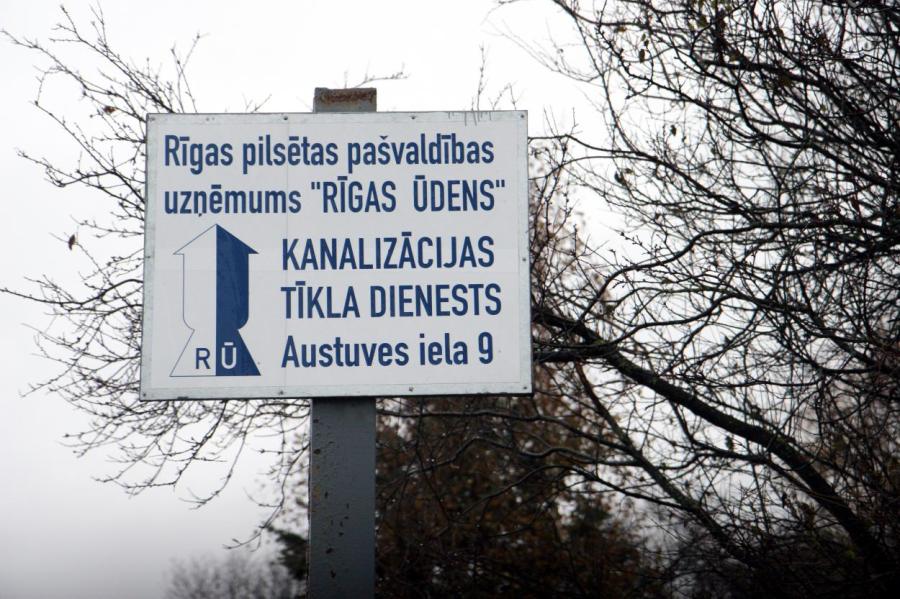 Rīgas pilsētas pašvaldības
uzņēmums "RĪGAS ŪDENS"
KANALIZĀCIJAS
TĪKLA DIENESTS
Austuves iela 9
RŪ